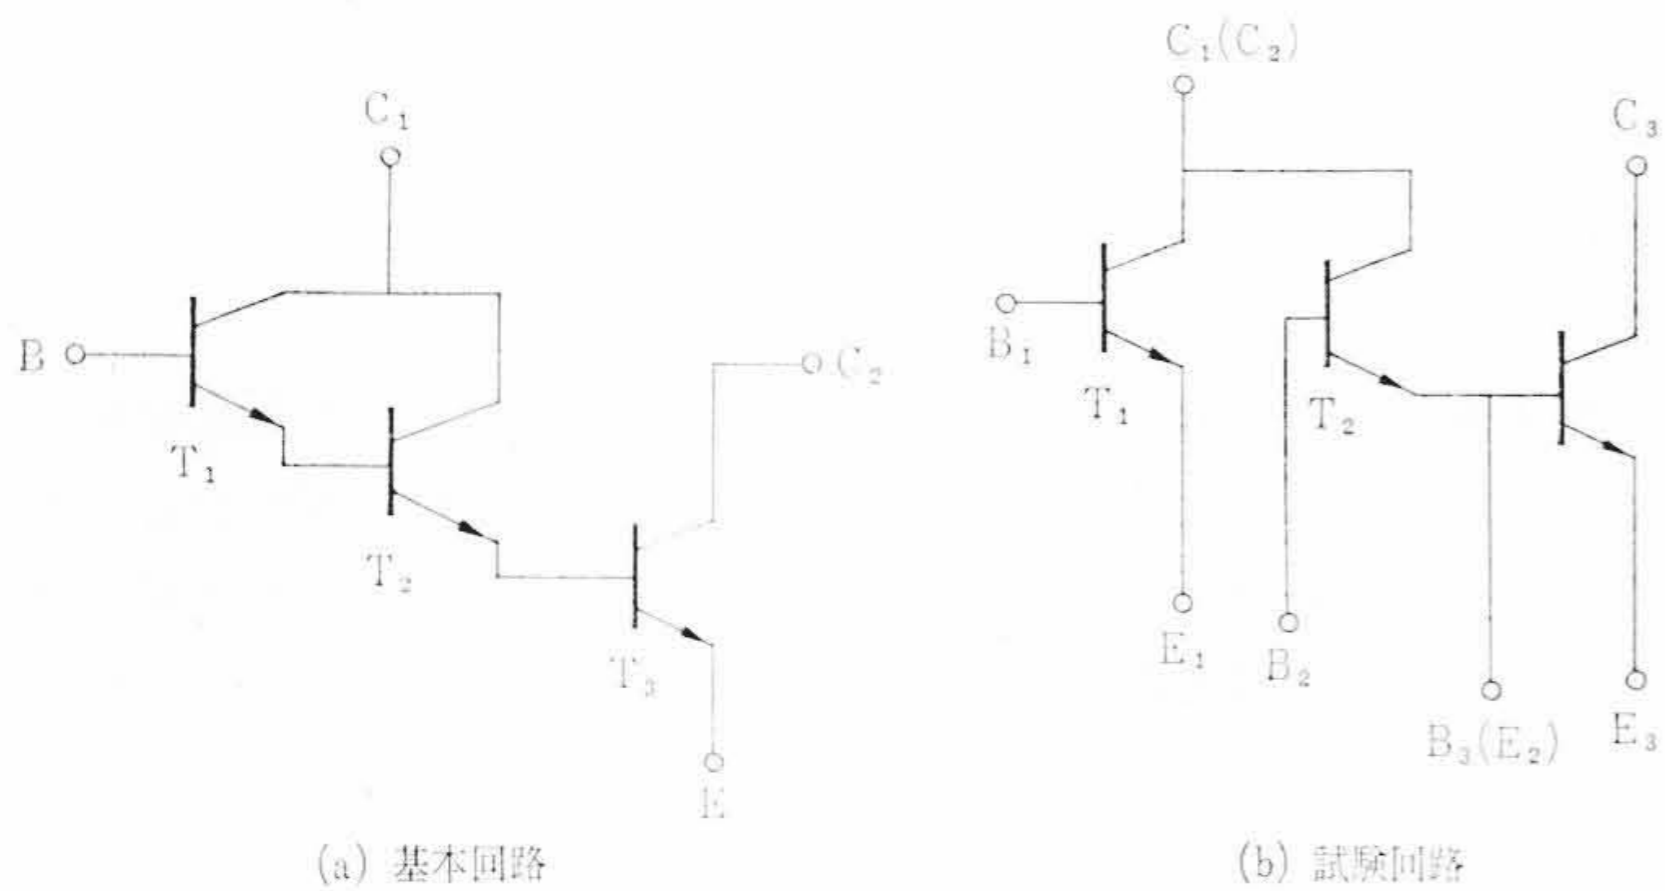 C₁
B
T₁
C₂
T₂
T₃
E
(a) 基本回路
C₁(C₂)
C₃
B₁
T₁
T₂
E₁
B₂
B₃(E₂)
E₃
(b) 試験回路